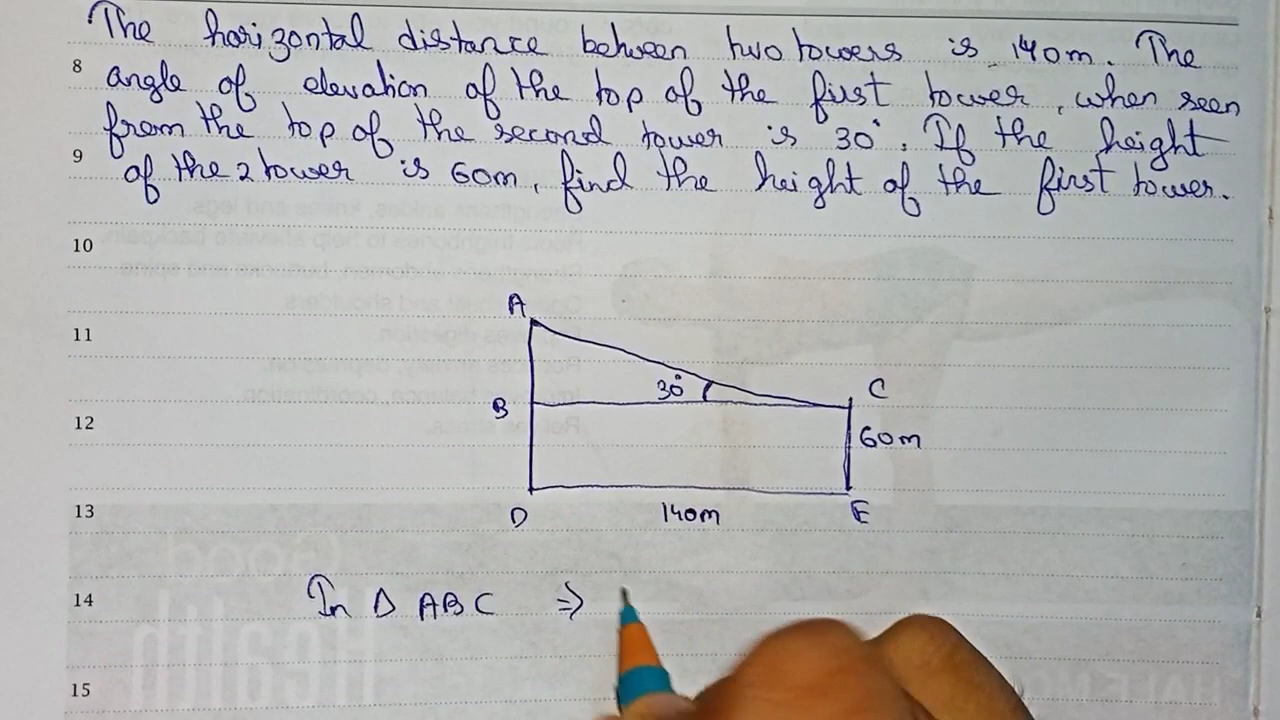 The horizontal distance between two towers is 140m. The
8
angle of elevation of the top of the first tower, when seen
from the top of the second tower is 30°. If the height
9
of the 2 tower is 60m, find the height of the first tower.
10
A
11
30°
C
B
12
60m
D
140m
E
13
In Δ ABC ⇒
14
15